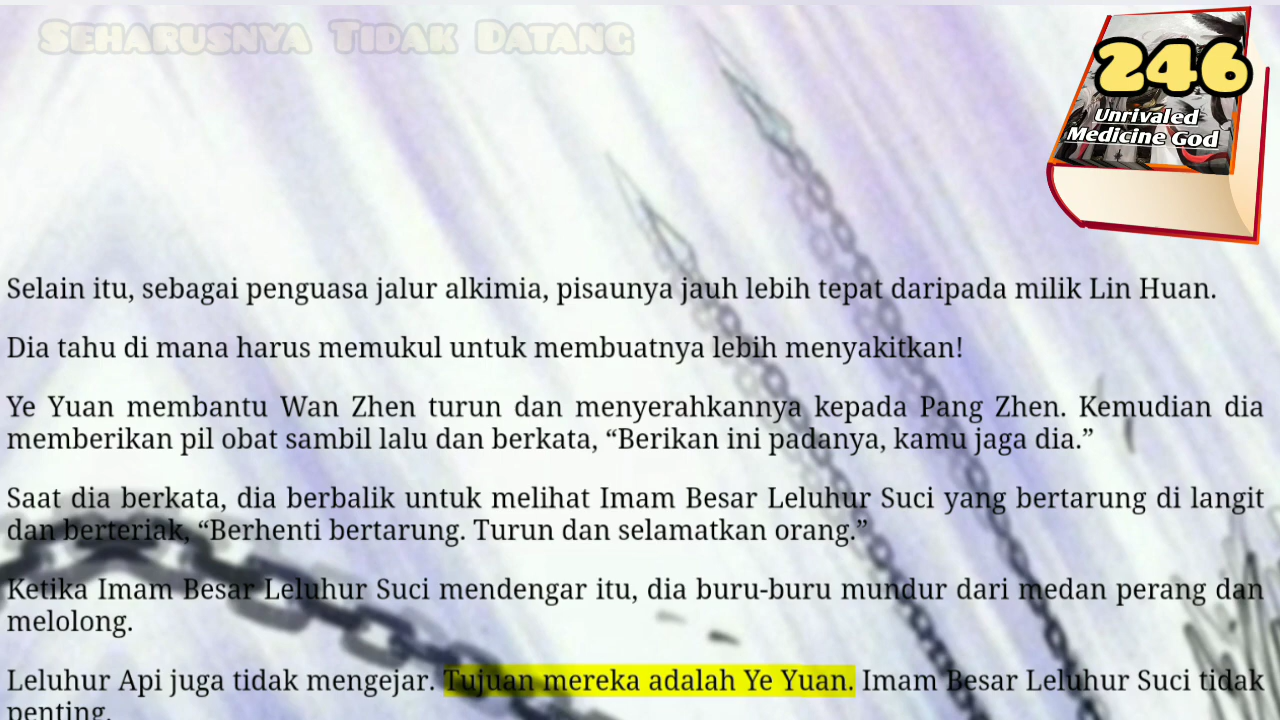 Seharusnya Tidak Datang
246
Unrivaled
Medicine God
Selain itu, sebagai penguasa jalur alkimia, pisaunya jauh lebih tepat daripada milik Lin Huan.
Dia tahu di mana harus memukul untuk membuatnya lebih menyakitkan!
Ye Yuan membantu Wan Zhen turun dan menyerahkannya kepada Pang Zhen. Kemudian dia
memberikan pil obat sambil lalu dan berkata, “Berikan ini padanya, kamu jaga dia.”
Saat dia berkata, dia berbalik untuk melihat Imam Besar Leluhur Suci yang bertarung di langit
dan berteriak, “Berhenti bertarung. Turun dan selamatkan orang.”
Ketika Imam Besar Leluhur Suci mendengar itu, dia buru-buru mundur dari medan perang dan
melolong.
Leluhur Api juga tidak mengejar. Tujuan mereka adalah Ye Yuan. Imam Besar Leluhur Suci tidak
penting.